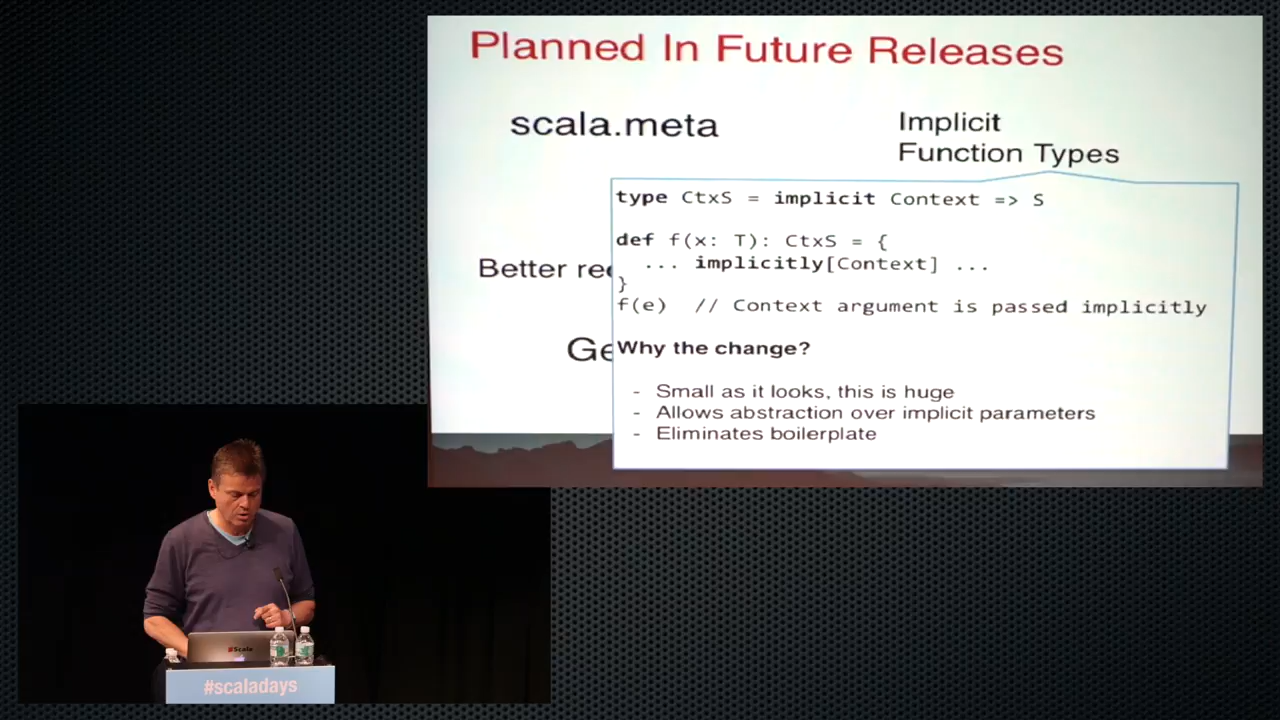 Planned In Future Releases
scala.meta
Implicit
Function Types
type CtxS = implicit Context => S
def f(x: T): CtxS = {
... implicitly[Context] ...
}
f(e) // Context argument is passed implicitly
Better rec
Ge
Why the change?
- Small as it looks, this is huge
- Allows abstraction over implicit parameters
- Eliminates boilerplate
#Scala
#scaladays